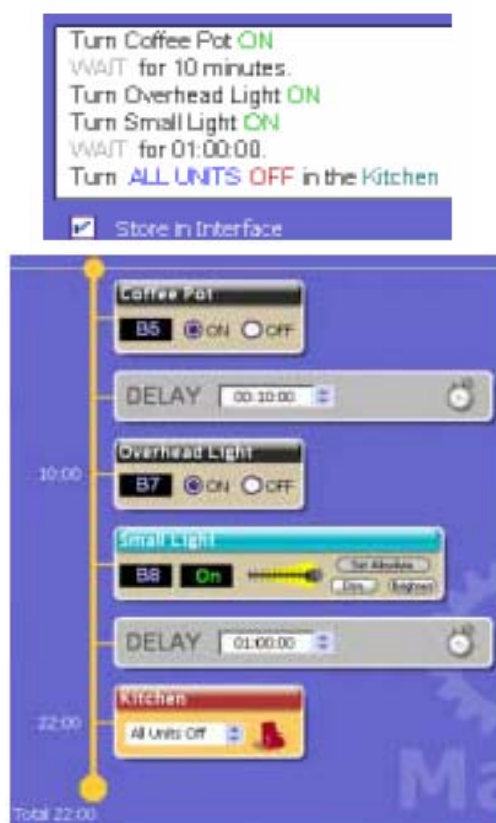 Turn Coffee Pot ON
WAIT for 10 minutes.
Turn Overhead Light ON
Turn Small Light ON
WAIT for 01:00:00.
Turn ALL UNITS OFF in the Kitchen
Store in Interface
Coffee Pot
B5 ON OFF
DELAY 00:10:00
Overhead Light
10:00
B7 ON OFF
Small Light
Set Absolute
B8 On
Dim Brighten
DELAY 01:00:00
Kitchen
22:00
All Units Off
Ma
Total 22:00